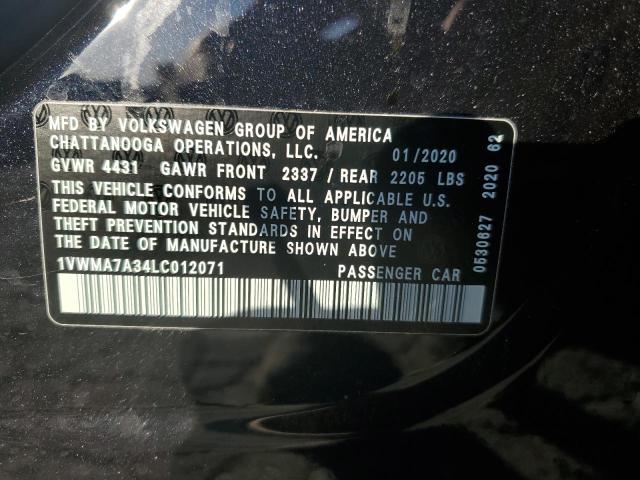 MFD BY VOLKSWAGEN GROUP OF AMERICA
CHATTANOOGA OPERATIONS, LLC. 01/2020
GVWR 4431 GAWR FRONT 2337 / REAR 2205 LBS
THIS VEHICLE CONFORMS TO ALL APPLICABLE U.S.
FEDERAL MOTOR VEHICLE SAFETY, BUMPER AND
THEFT PREVENTION STANDARDS IN EFFECT ON
THE DATE OF MANUFACTURE SHOWN ABOVE
1VWMA7A34LC012071 PASSENGER CAR
0530627 2020 62